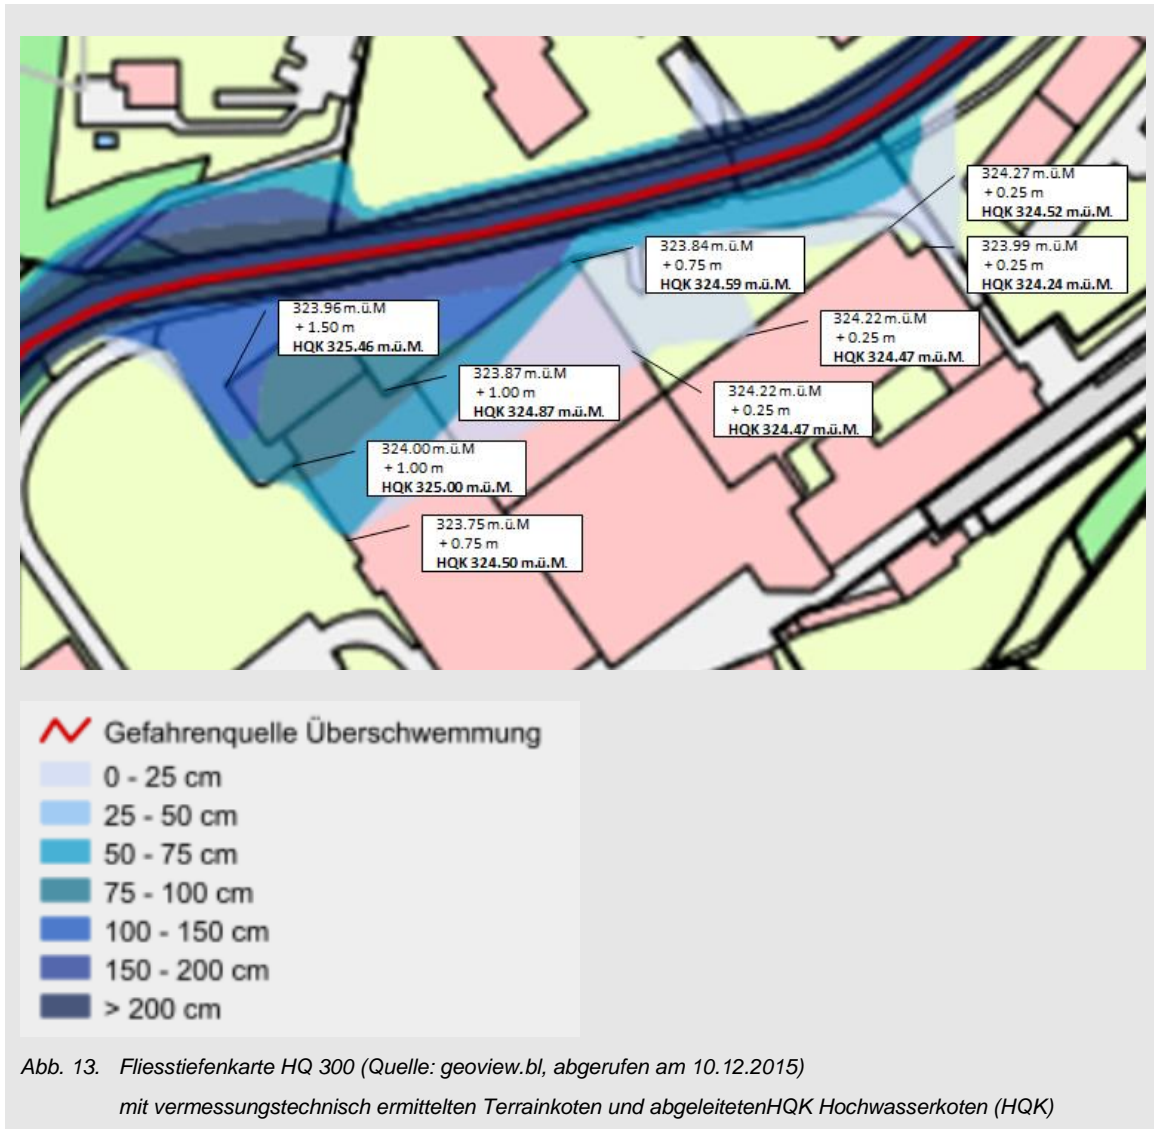 324.27 m.ü.M
+ 0.25 m
HQK 324.52 m.ü.M.
323.84 m.ü.M
+ 0.75 m
HQK 324.59 m.ü.M.
323.99 m.ü.M
+ 0.25 m
HQK 324.24 m.ü.M.
323.96 m.ü.M
+ 1.50 m
HQK 325.46 m.ü.M.
324.22 m.ü.M
+ 0.25 m
HQK 324.47 m.ü.M.
323.87 m.ü.M
+ 1.00 m
HQK 324.87 m.ü.M.
324.22 m.ü.M
+ 0.25 m
HQK 324.47 m.ü.M.
324.00 m.ü.M
+ 1.00 m
HQK 325.00 m.ü.M.
323.75 m.ü.M
+ 0.75 m
HQK 324.50 m.ü.M.
Gefahrenquelle Überschwemmung
0 - 25 cm
25 - 50 cm
50 - 75 cm
75 - 100 cm
100 - 150 cm
150 - 200 cm
> 200 cm
Abb. 13. Fliesstiefenkarte HQ 300 (Quelle: geoview.bl, abgerufen am 10.12.2015)
mit vermessungstechnisch ermittelten Terrainkoten und abgeleitetenHQK Hochwasserkoten (HQK)